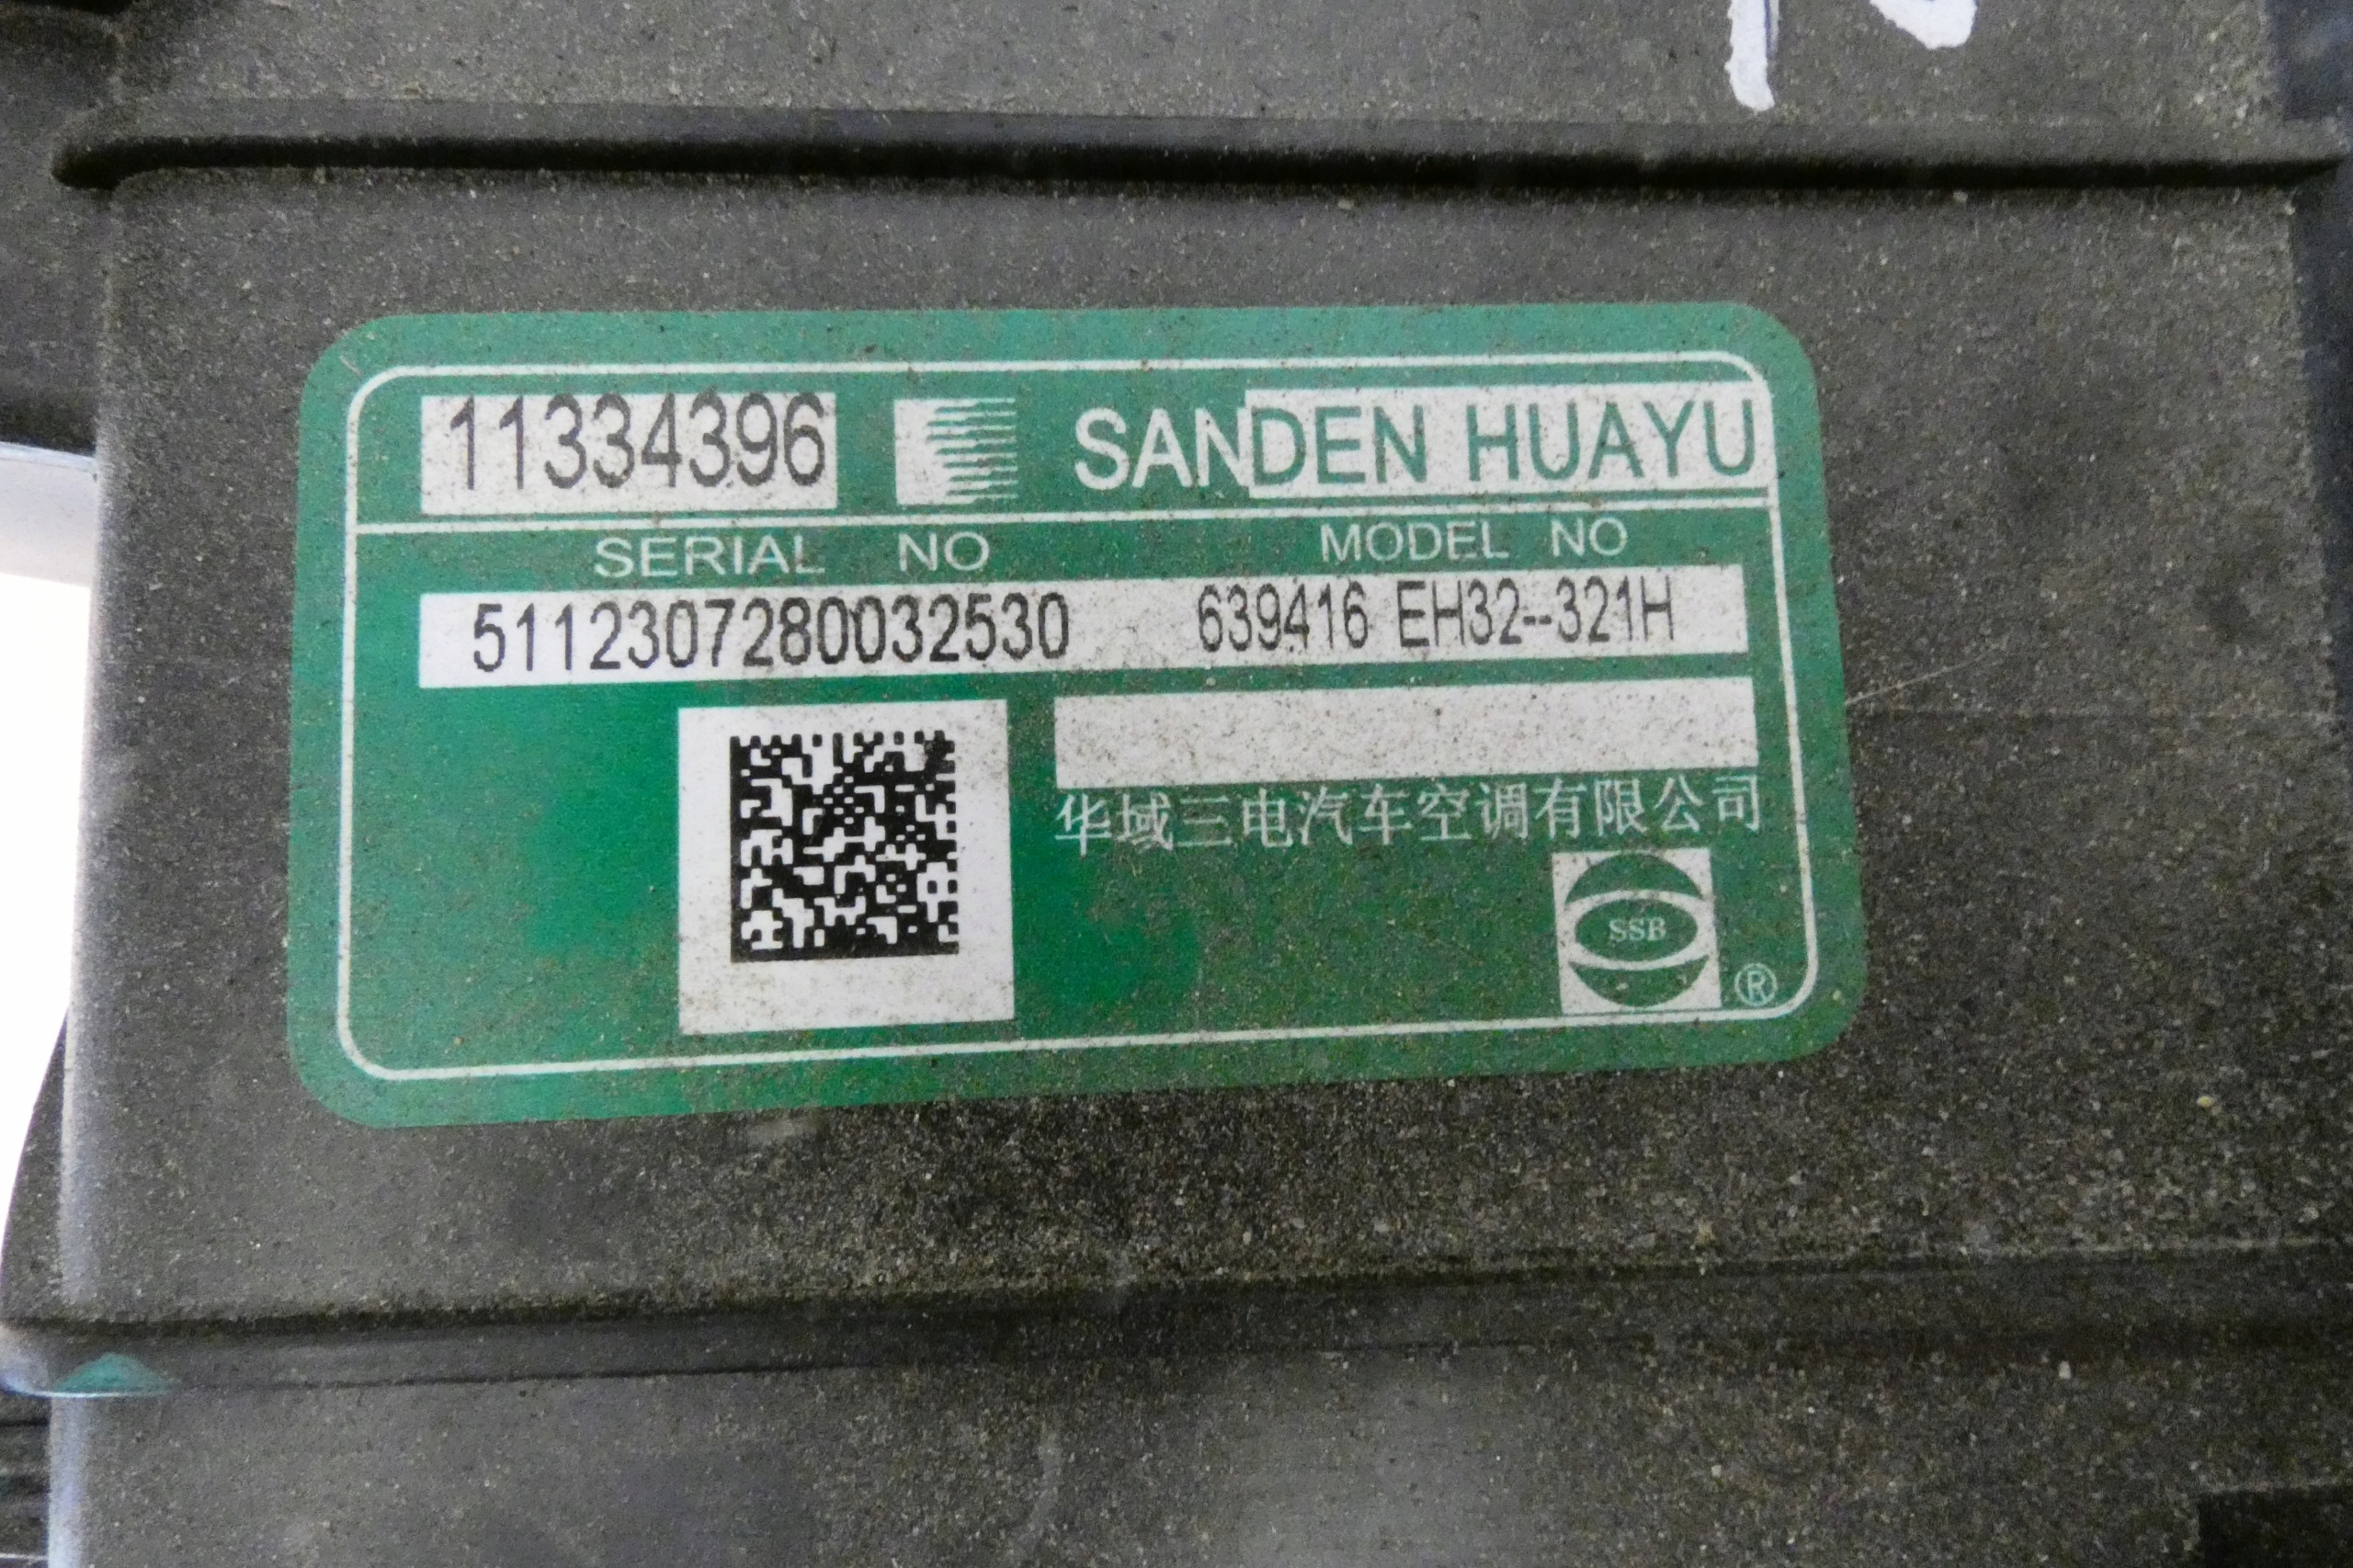 11334396 SANDEN HUAYU
SERIAL NO MODEL NO
5112307280032530 639416 EH32--321H
华域三电汽车空调有限公司
SSB
®